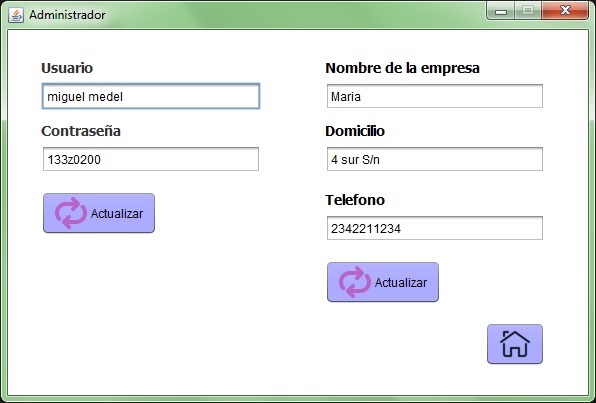 Administrador
Usuario
miguel medel
Contraseña
133z0200
Actualizar
Nombre de la empresa
Maria
Domicilio
4 sur S/n
Telefono
2342211234
Actualizar